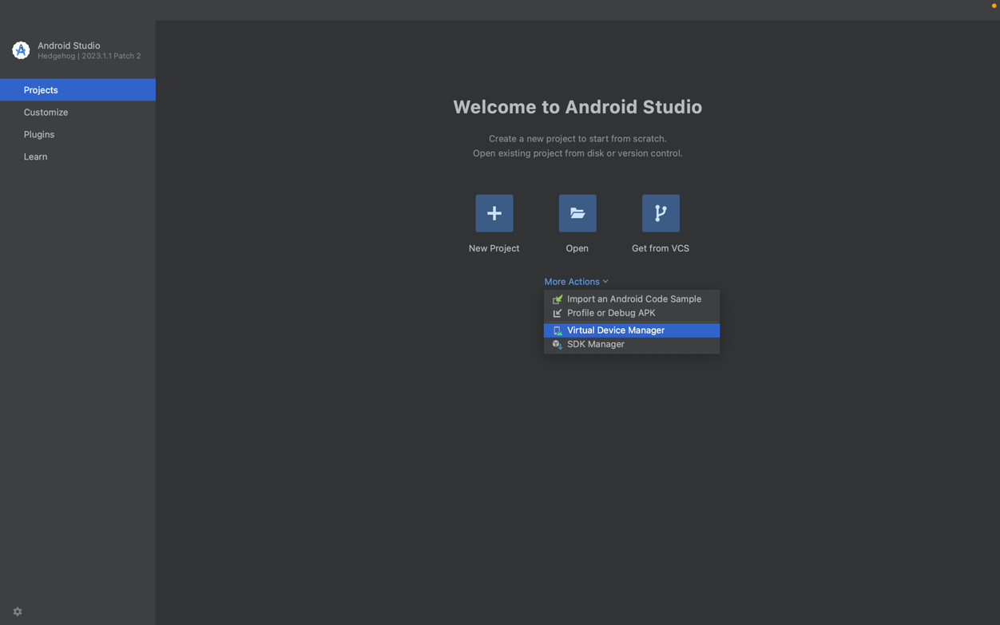 Android Studio
Hedgehog | 2023.1.1 Patch 2
Projects
Customize
Plugins
Learn
Welcome to Android Studio
Create a new project to start from scratch.
Open existing project from disk or version control.
New Project
Open
Get from VCS
More Actions
Import an Android Code Sample
Profile or Debug APK
Virtual Device Manager
SDK Manager